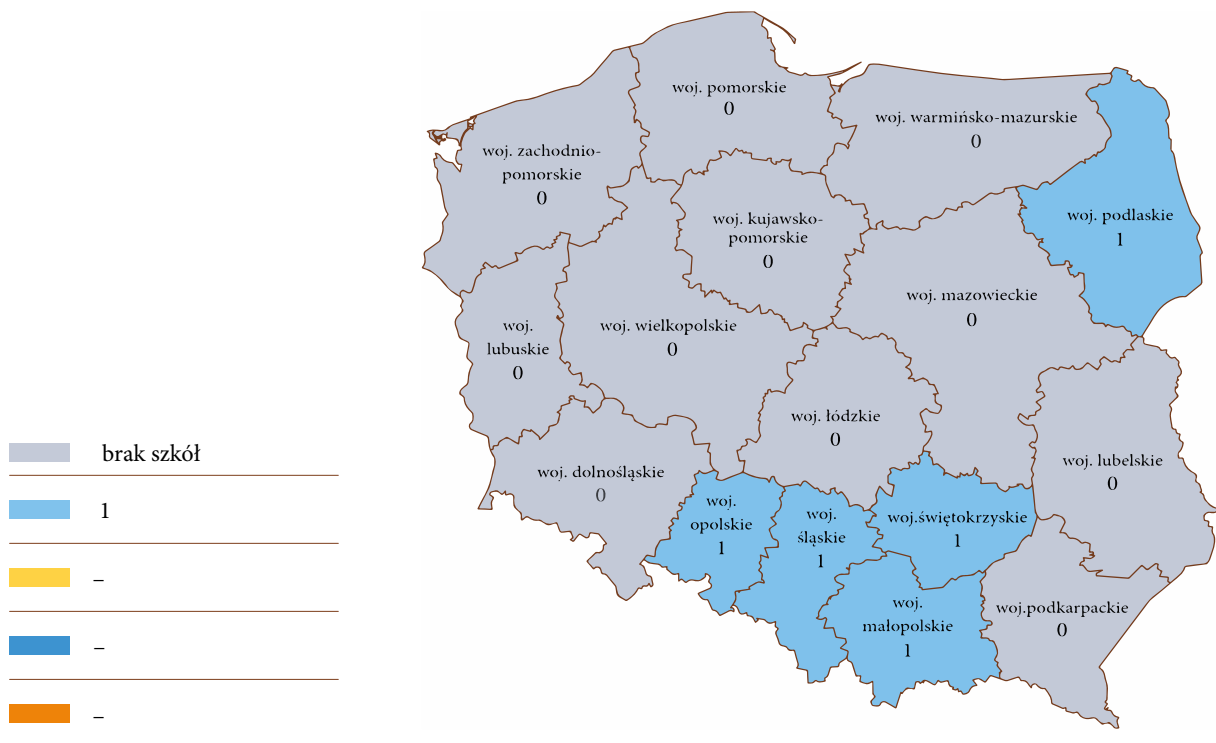 woj. pomorskie
0
woj. warmińsko-mazurskie
0
woj. zachodnio-
pomorskie
0
woj. podlaskie
1
woj. kujawsko-
pomorskie
0
woj. mazowieckie
0
woj.
lubuskie
0
woj. wielkopolskie
0
woj. łódzkie
0
woj. lubelskie
0
woj. dolnośląskie
0
woj.
opolskie
1
woj.
śląskie
1
woj.świętokrzyskie
1
woj.
małopolskie
1
woj.podkarpackie
0
brak szkół
1
–
–
–